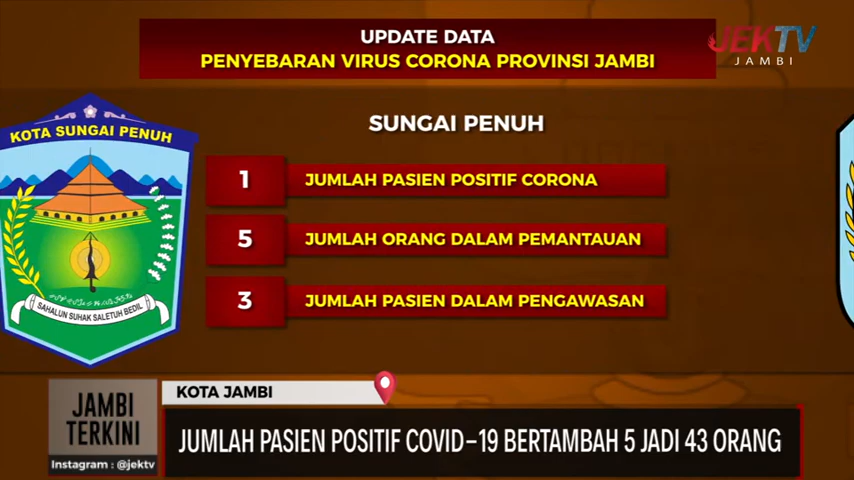 UPDATE DATA
PENYEBARAN VIRUS CORONA PROVINSI JAMBI
JEKTV
JAMBI
SUNGAI PENUH
KOTA SUNGAI PENUH
SAHALUN SUHAK SALETUH BEDIL
1 JUMLAH PASIEN POSITIF CORONA
5 JUMLAH ORANG DALAM PEMANTAUAN
3 JUMLAH PASIEN DALAM PENGAWASAN
JAMBI
TERKINI
Instagram : @jektv
KOTA JAMBI
JUMLAH PASIEN POSITIF COVID-19 BERTAMBAH 5 JADI 43 ORANG